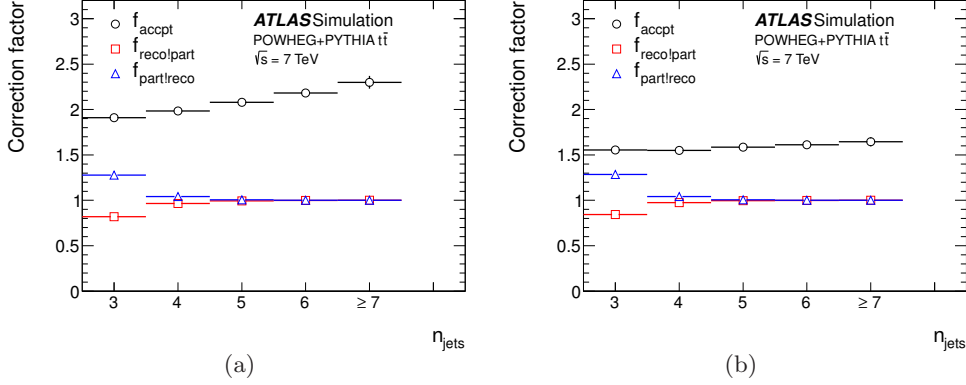 Correction factor
3
2.5
2
1.5
1
0.5
0
f_accpt
f_reco!part
f_part!reco
ATLAS Simulation
POWHEG+PYTHIA tt̄
√s = 7 TeV
3 4 5 6 ≥ 7
n_jets
(a)
Correction factor
3
2.5
2
1.5
1
0.5
0
f_accpt
f_reco!part
f_part!reco
ATLAS Simulation
POWHEG+PYTHIA tt̄
√s = 7 TeV
3 4 5 6 ≥ 7
n_jets
(b)